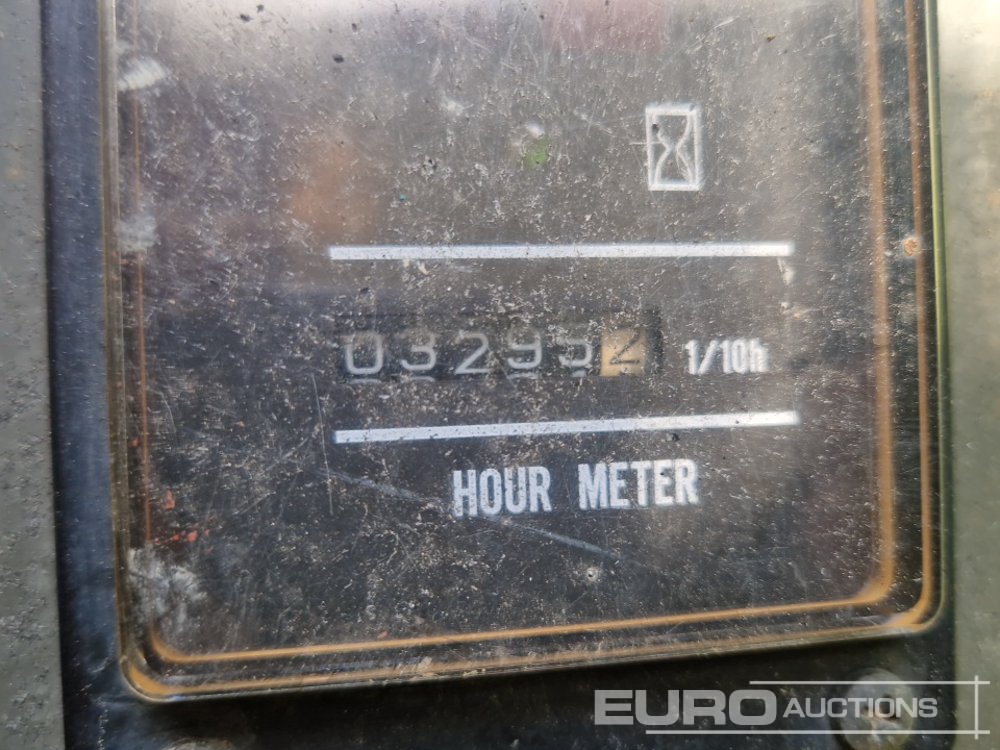 032952 1/10h
HOUR METER
EURO AUCTIONS